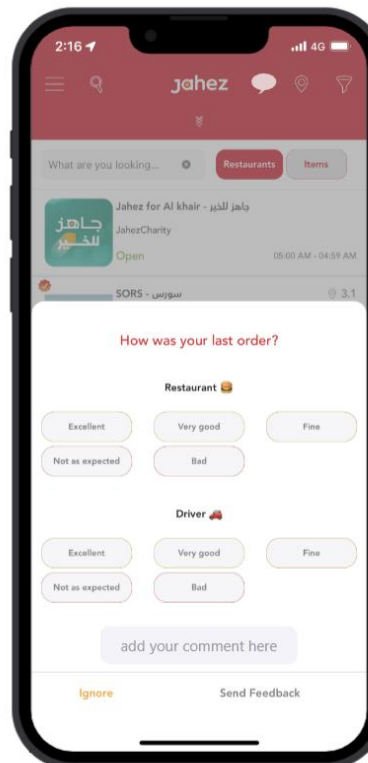 2:16
4G
Jahez
What are you looking...
Restaurants
Items
جاهز
للخير
Jahez for Al khair - جاهز للخير
JahezCharity
Open
05:00 AM - 04:59 AM
SORS - سورس
3.1
How was your last order?
Restaurant 🍔
Excellent
Very good
Fine
Not as expected
Bad
Driver 🚗
Excellent
Very good
Fine
Not as expected
Bad
add your comment here
Ignore
Send Feedback